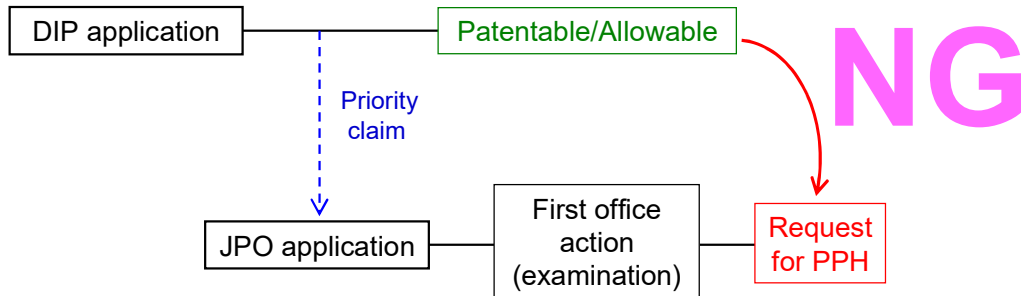 DIP application
Patentable/Allowable
NG
Priority
claim
JPO application
First office
action
(examination)
Request
for PPH